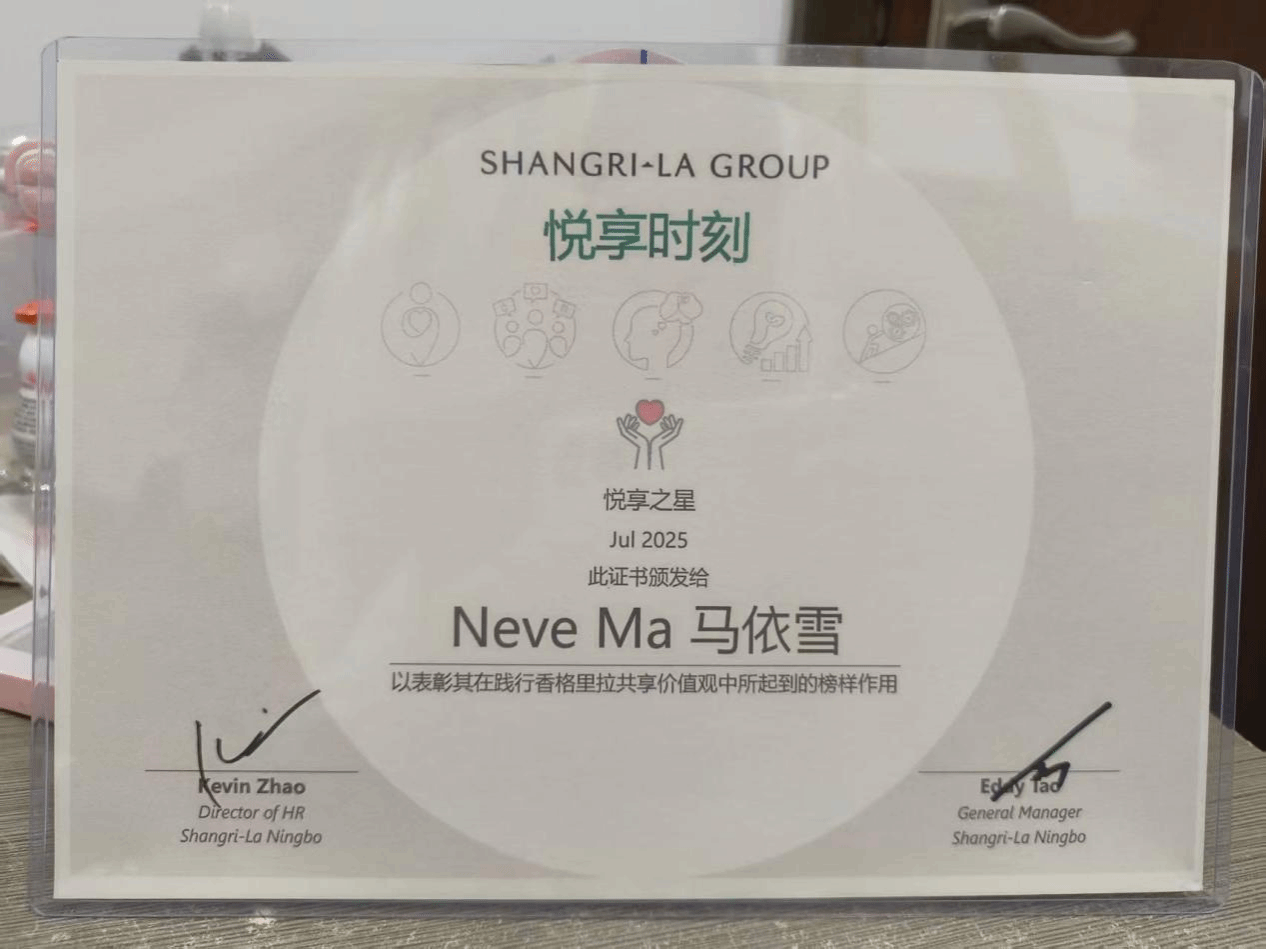 SHANGRI-LA GROUP
悦享时刻
悦享之星
Jul 2025
此证书颁发给
Neve Ma 马依雪
以表彰其在践行香格里拉共享价值观中所起到的榜样作用
Kevin Zhao
Director of HR
Shangri-La Ningbo
Eddy Tao
General Manager
Shangri-La Ningbo